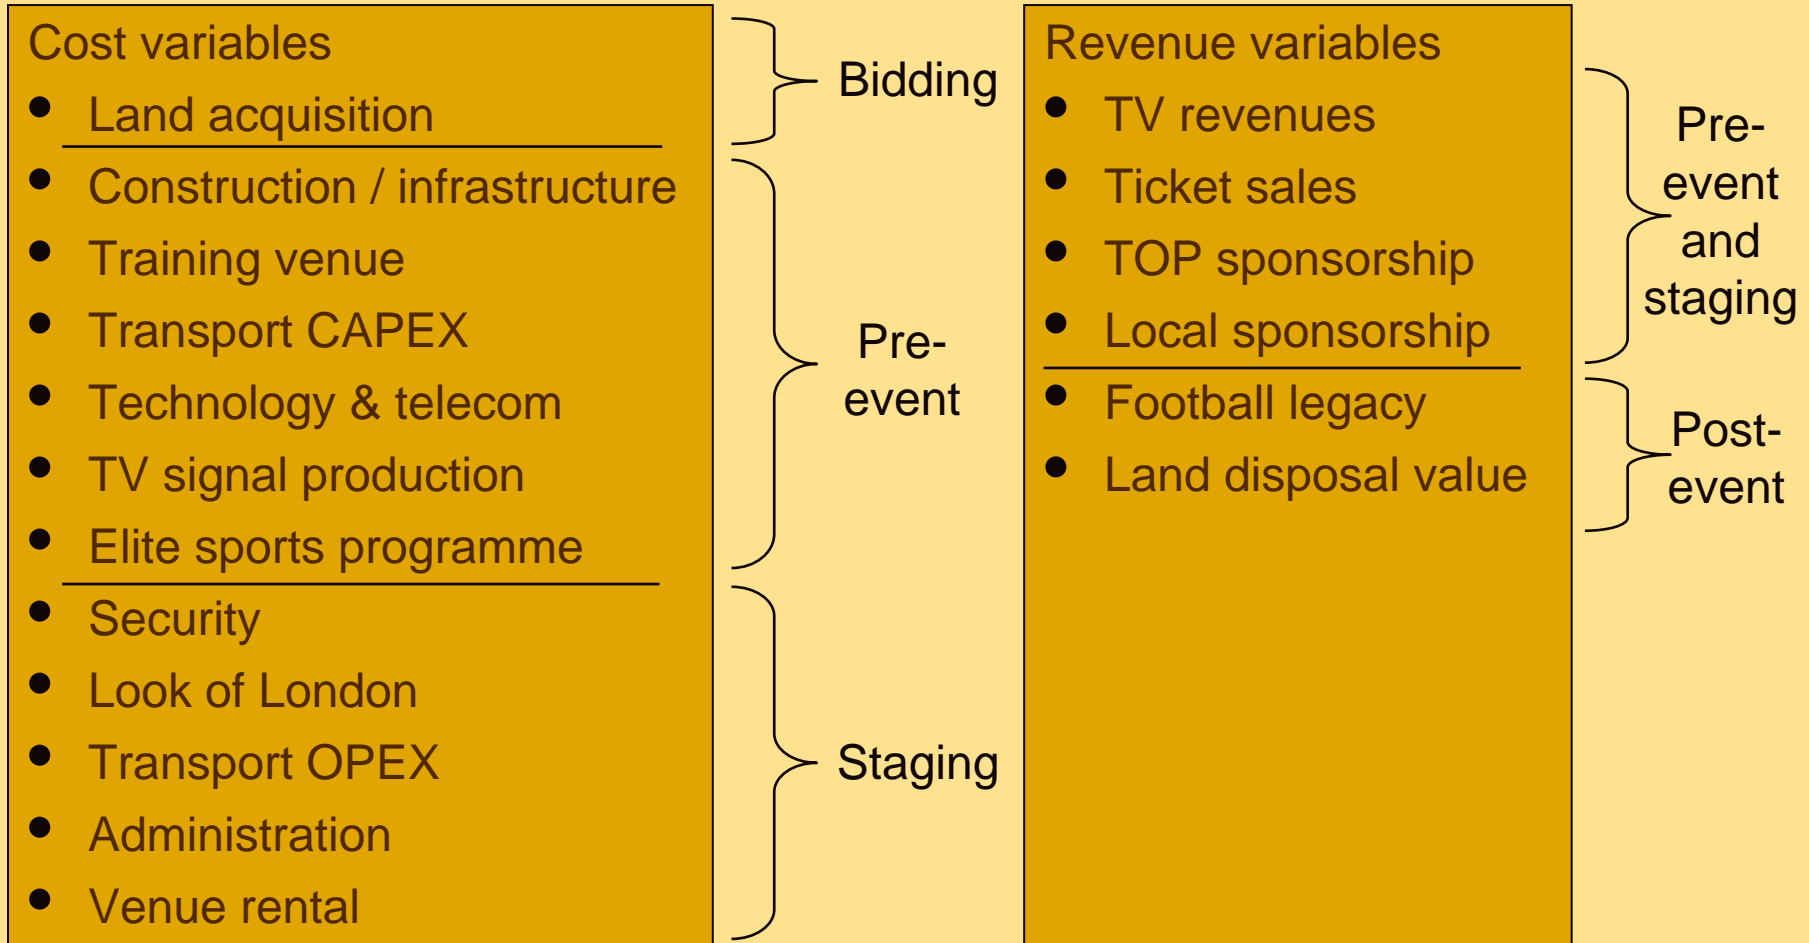 Cost variables
• Land acquisition
• Construction / infrastructure
• Training venue
• Transport CAPEX
• Technology & telecom
• TV signal production
• Elite sports programme
• Security
• Look of London
• Transport OPEX
• Administration
• Venue rental
Bidding
Pre-
event
Staging
Revenue variables
• TV revenues
• Ticket sales
• TOP sponsorship
• Local sponsorship
• Football legacy
• Land disposal value
Pre-
event
and
staging
Post-
event